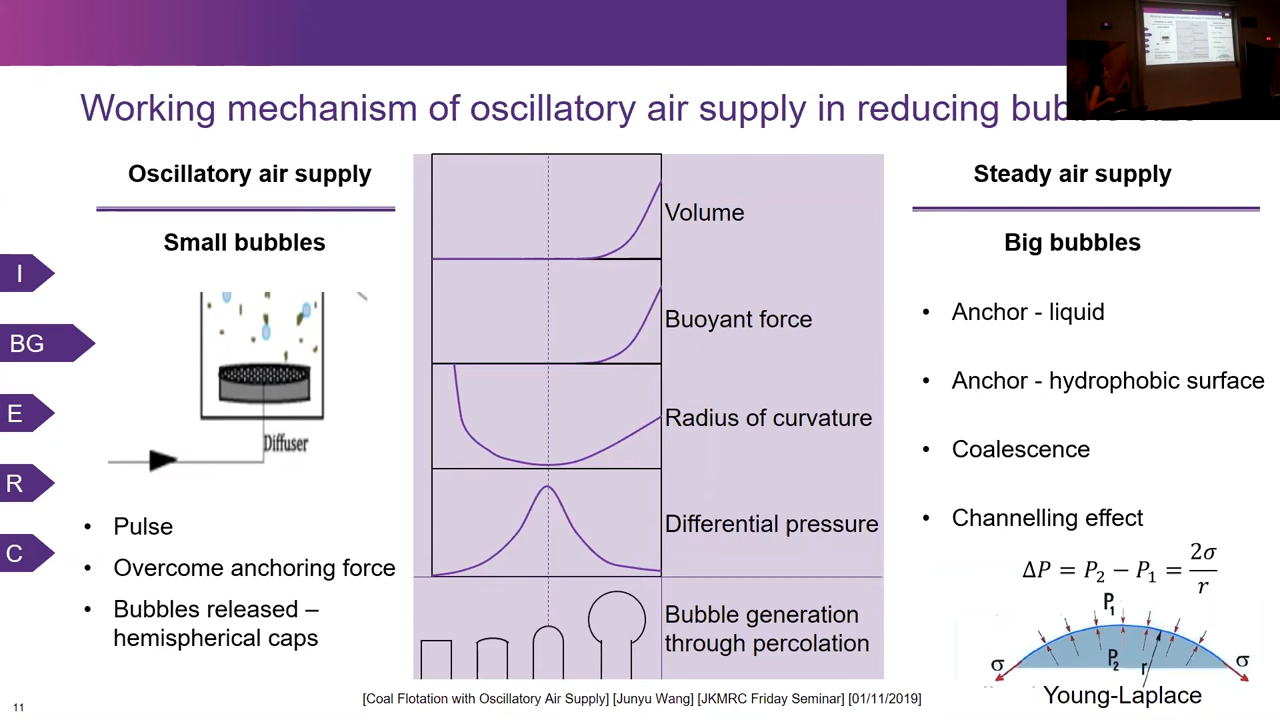 Working mechanism of oscillatory air supply in reducing
Oscillatory air supply
Small bubbles
I
BG
E
R
C
Diffuser
• Pulse
• Overcome anchoring force
• Bubbles released –
hemispherical caps
Volume
Buoyant force
Radius of curvature
Differential pressure
Bubble generation
through percolation
Steady air supply
Big bubbles
• Anchor - liquid
• Anchor - hydrophobic surface
• Coalescence
• Channelling effect
ΔP = P₂ − P₁ = 2σ/r
P₁
σ
P₂
r
σ
Young-Laplace
[Coal Flotation with Oscillatory Air Supply] [Junyu Wang] [JKMRC Friday Seminar] [01/11/2019]
11